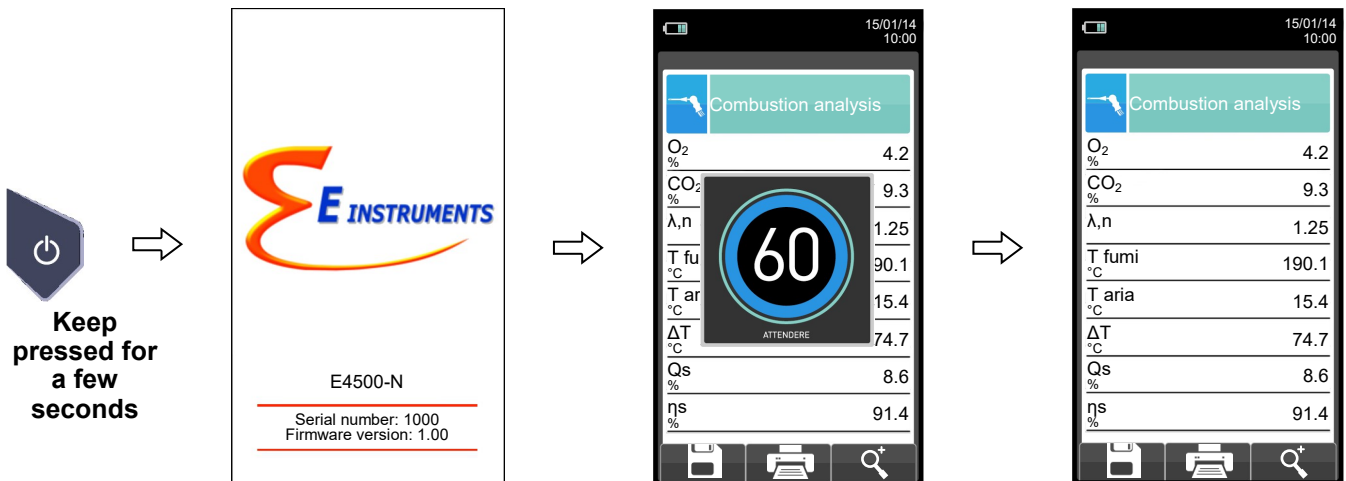 Keep
pressed for
a few
seconds
E INSTRUMENTS
E4500-N
Serial number: 1000
Firmware version: 1.00
15/01/14
10:00
Combustion analysis
O2
%
4.2
CO2
%
9.3
λ,n
1.25
T fu
°C
90.1
T ar
°C
15.4
ΔT
°C
74.7
Qs
%
8.6
ηs
%
91.4
60
ATTENDERE
15/01/14
10:00
Combustion analysis
O2
%
4.2
CO2
%
9.3
λ,n
1.25
T fumi
°C
190.1
T aria
°C
15.4
ΔT
°C
74.7
Qs
%
8.6
ηs
%
91.4